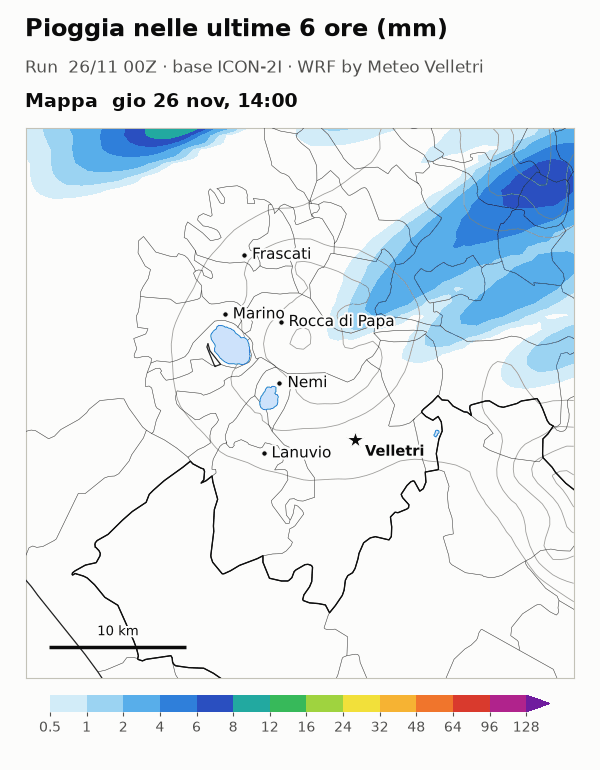 Pioggia nelle ultime 6 ore (mm)
Run  26/11 00Z · base ICON-2I · WRF by Meteo Velletri
Mappa  gio 26 nov, 14:00
Frascati
Marino
Rocca di Papa
Nemi
Velletri
Lanuvio
10 km
0.5 1 2 4 6 8 12 16 24 32 48 64 96 128